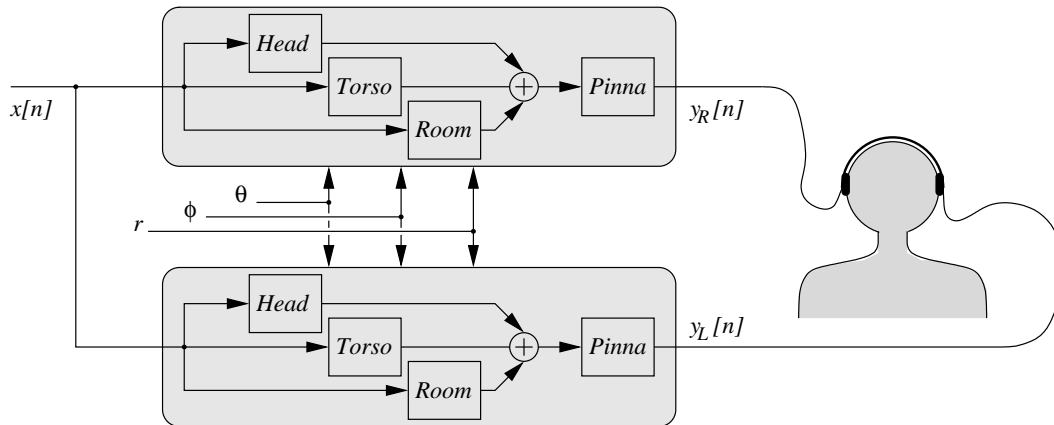 Head
Torso
Room
+
Pinna
x[n]
y_R[n]
θ
ϕ
r
Head
Torso
Room
+
Pinna
y_L[n]